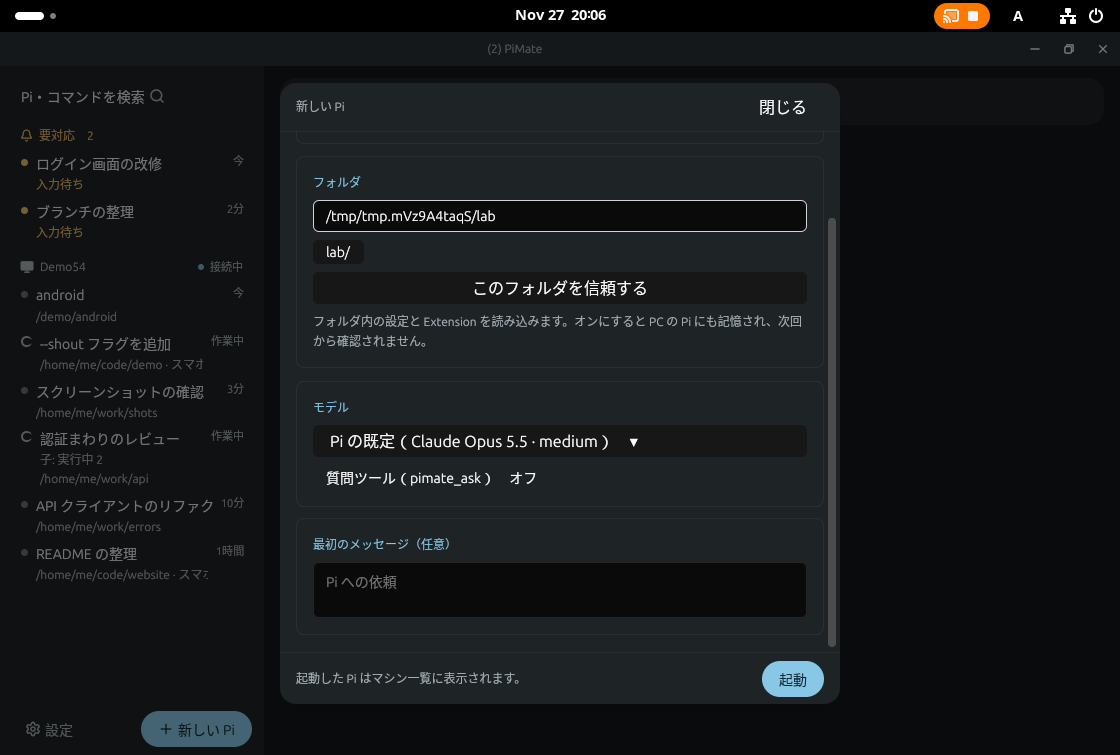 Nov 27 20:06
A
(2) PiMate
Pi・コマンドを検索
要対応 2
ログイン画面の改修 今
入力待ち
ブランチの整理 2分
入力待ち
Demo54 接続中
android 今
/demo/android
--shout フラグを追加 作業中
/home/me/code/demo · スマホ
スクリーンショットの確認 3分
/home/me/work/shots
認証まわりのレビュー 作業中
子: 実行中 2
/home/me/work/api
API クライアントのリファク 10分
/home/me/work/errors
README の整理 1時間
/home/me/code/website · スマホ
設定
+ 新しい Pi
新しい Pi
閉じる
フォルダ
/tmp/tmp.mVz9A4taqS/lab
lab/
このフォルダを信頼する
フォルダ内の設定と Extension を読み込みます。オンにすると PC の Pi にも記憶され、次回
から確認されません。
モデル
Pi の既定（Claude Opus 5.5 · medium） ▼
質問ツール（pimate_ask） オフ
最初のメッセージ（任意）
Pi への依頼
起動した Pi はマシン一覧に表示されます。
起動